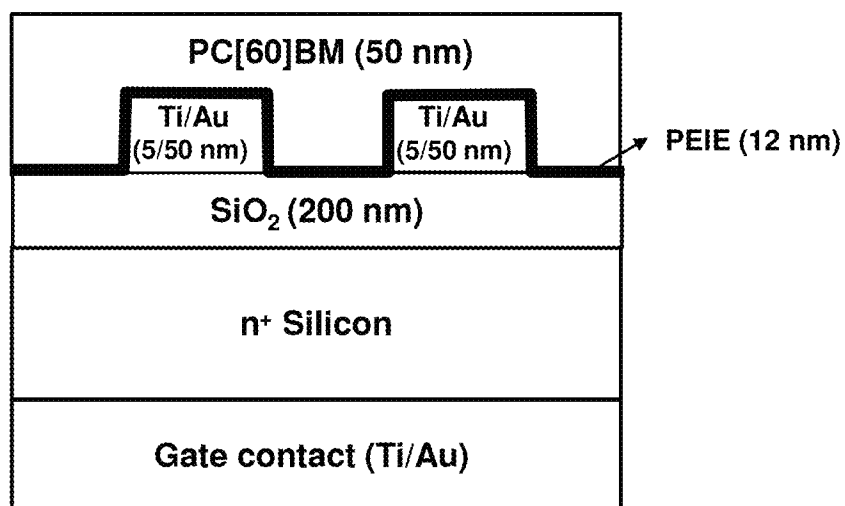 PC[60]BM (50 nm)
Ti/Au
(5/50 nm)
Ti/Au
(5/50 nm)
PEIE (12 nm)
SiO₂ (200 nm)
n⁺ Silicon
Gate contact (Ti/Au)